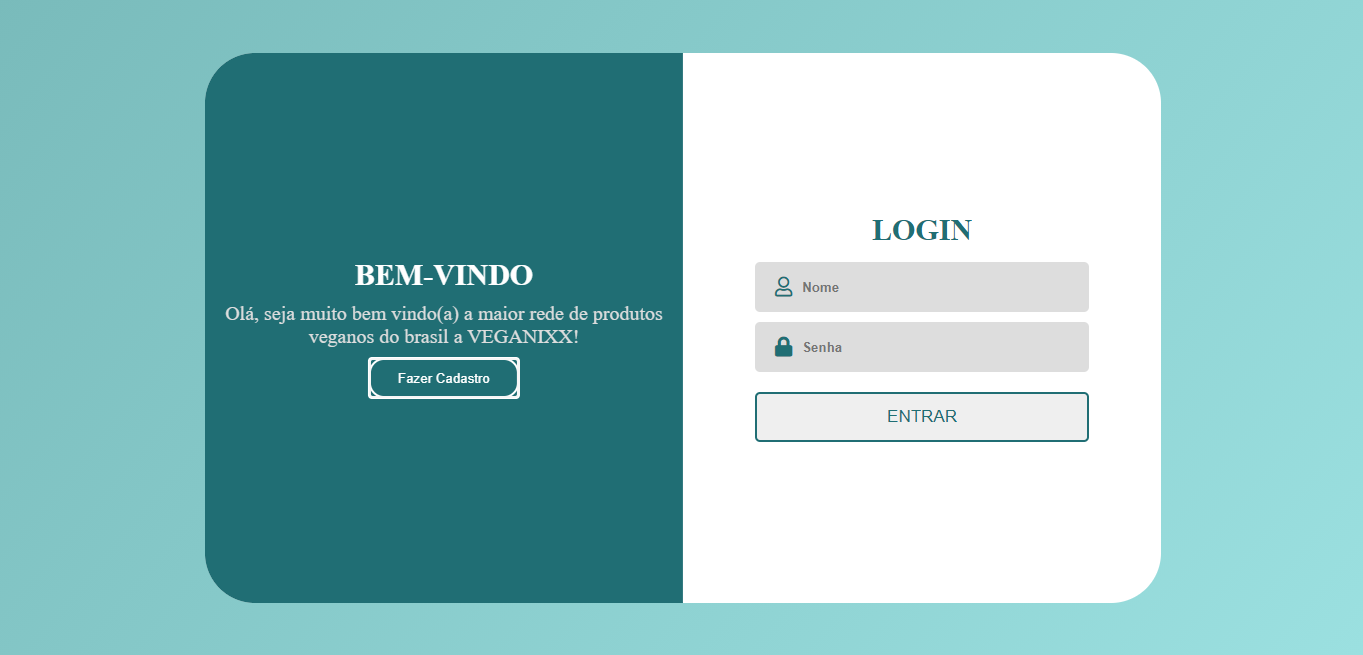 BEM-VINDO
Olá, seja muito bem vindo(a) a maior rede de produtos
veganos do brasil a VEGANIXX!
Fazer Cadastro
LOGIN
Nome
Senha
ENTRAR